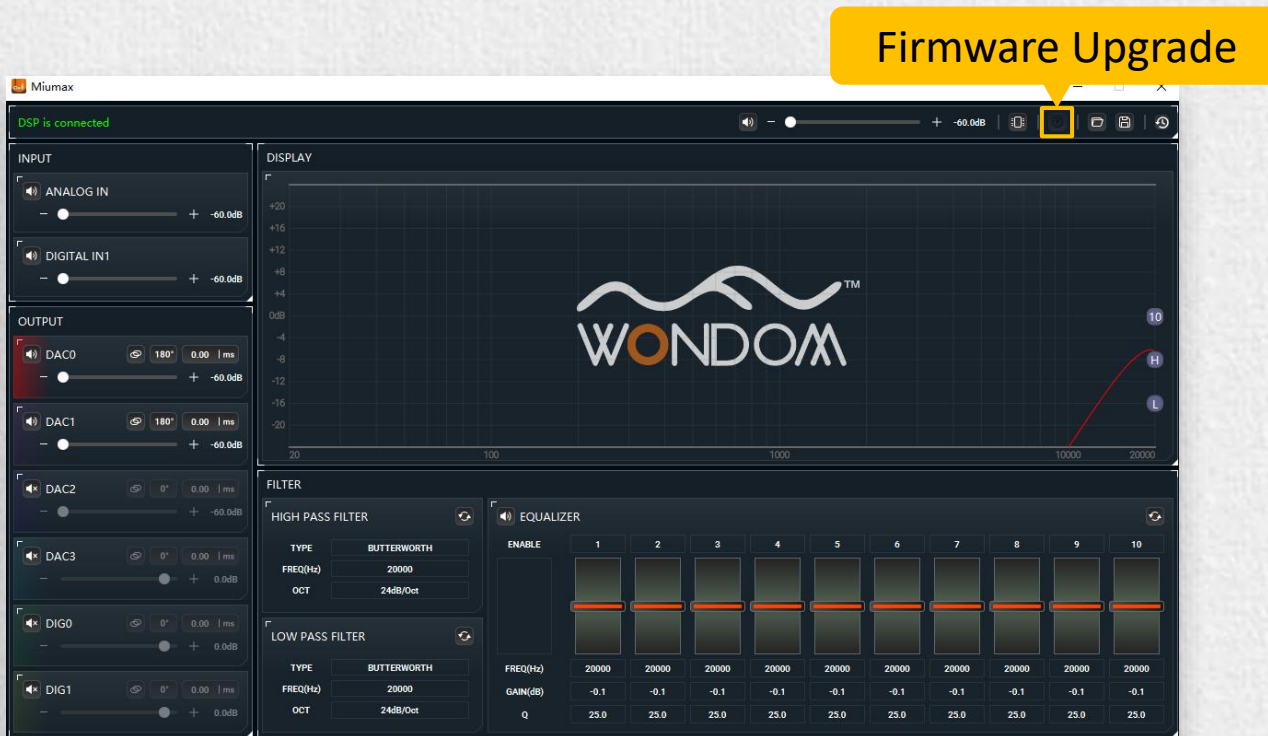 Firmware Upgrade
Miumax
DSP is connected
-60.0dB
INPUT
ANALOG IN
-60.0dB
DIGITAL IN1
-60.0dB
OUTPUT
DAC0 180° 0.00 ms
-60.0dB
DAC1 180° 0.00 ms
-60.0dB
DAC2 0° 0.00 ms
-60.0dB
DAC3 0° 0.00 ms
0.0dB
DIG0 0° 0.00 ms
0.0dB
DIG1 0° 0.00 ms
0.0dB
DISPLAY
+20
+16
+12
+8
+4
0dB
-4
-8
-12
-16
-20
20 100 1000 10000 20000
WONDOM™
10
H
L
FILTER
HIGH PASS FILTER
TYPE BUTTERWORTH
FREQ(Hz) 20000
OCT 24dB/Oct
LOW PASS FILTER
TYPE BUTTERWORTH
FREQ(Hz) 20000
OCT 24dB/Oct
EQUALIZER
ENABLE 1 2 3 4 5 6 7 8 9 10
FREQ(Hz) 20000 20000 20000 20000 20000 20000 20000 20000 20000 20000
GAIN(dB) -0.1 -0.1 -0.1 -0.1 -0.1 -0.1 -0.1 -0.1 -0.1 -0.1
Q 25.0 25.0 25.0 25.0 25.0 25.0 25.0 25.0 25.0 25.0